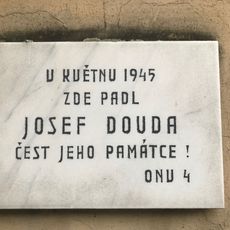 V KVĚTNU 1945
ZDE PADL
JOSEF DOUDA
ČEST JEHO PAMÁTCE !
ONV 4